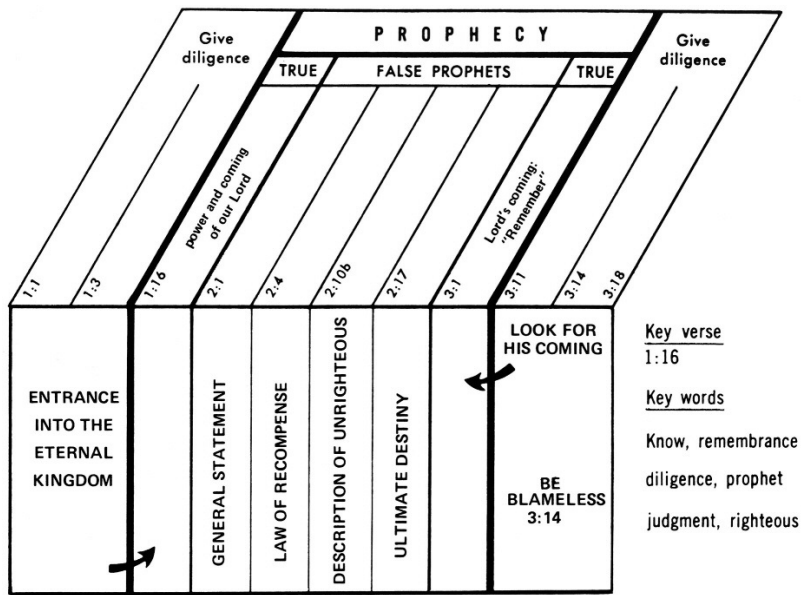 PROPHECY
Give
diligence
Give
diligence
TRUE
FALSE PROPHETS
TRUE
power and coming
of our Lord
Lord's coming:
"Remember"
1:1
1:3
1:16
2:1
2:4
2:10b
2:17
3:1
3:11
3:14
3:18
ENTRANCE
INTO THE
ETERNAL
KINGDOM
GENERAL STATEMENT
LAW OF RECOMPENSE
DESCRIPTION OF UNRIGHTEOUS
ULTIMATE DESTINY
LOOK FOR
HIS COMING
BE
BLAMELESS
3:14
Key verse
1:16
Key words
Know, remembrance
diligence, prophet
judgment, righteous